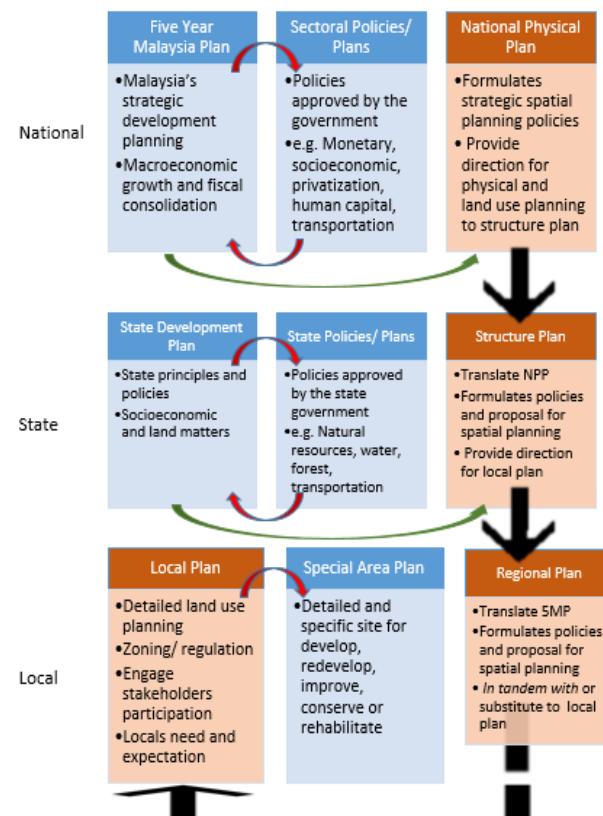 Five Year
Malaysia Plan
Sectoral Policies/
Plans
National Physical
Plan
National
•Malaysia's
strategic
development
planning
•Macroeconomic
growth and fiscal
consolidation
•Policies
approved by the
government
•e.g. Monetary,
socioeconomic,
privatization,
human capital,
transportation
•Formulates
strategic spatial
planning policies
• Provide
direction for
physical and
land use planning
to structure plan
State Development
Plan
State Policies/ Plans
Structure Plan
State
•State principles and
policies
•Socioeconomic
and land matters
•Policies approved
by the state
government
•e.g. Natural
resources, water,
forest,
transportation
•Translate NPP
•Formulates policies
and proposal for
spatial planning
• Provide direction
for local plan
Local Plan
Special Area Plan
Regional Plan
Local
•Detailed land use
planning
•Zoning/ regulation
•Engage
stakeholders
participation
•Locals need and
expectation
•Detailed and
specific site for
develop,
redevelop,
improve,
conserve or
rehabilitate
•Translate 5MP
•Formulates policies
and proposal for
spatial planning
• In tandem with or
substitute to local
plan